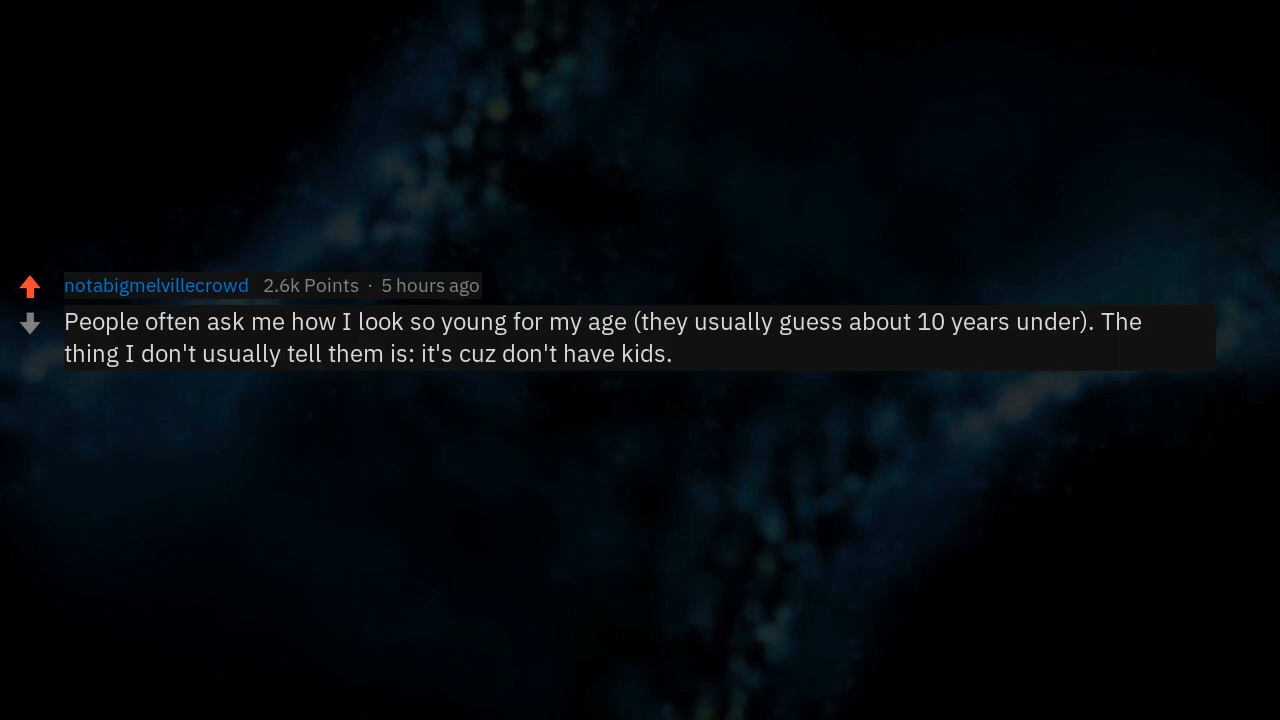 notabigmelvillecrowd 2.6k Points · 5 hours ago
People often ask me how I look so young for my age (they usually guess about 10 years under). The
thing I don't usually tell them is: it's cuz don't have kids.